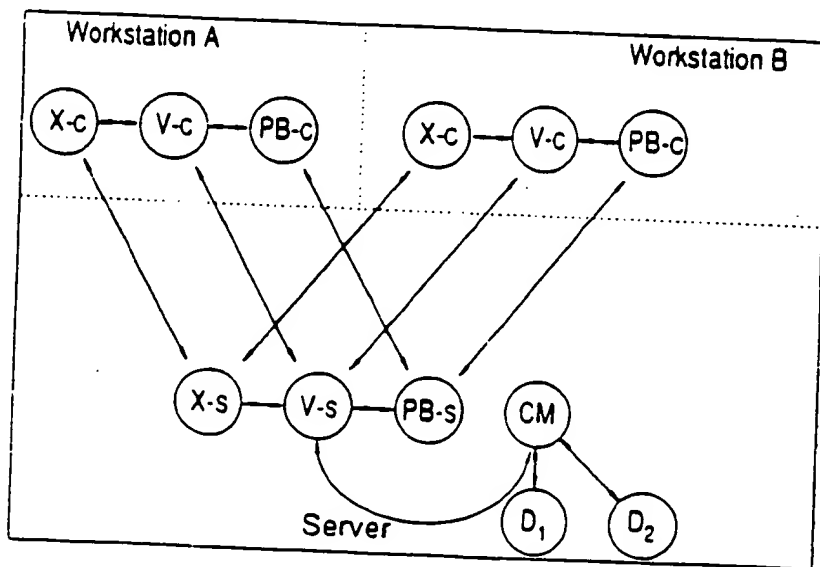 Workstation A
Workstation B
X-c V-c PB-c X-c V-c PB-c
X-s V-s PB-s CM
Server D1 D2